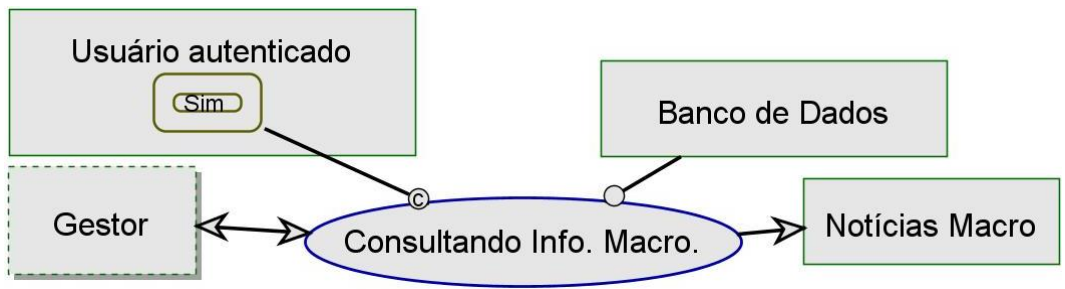 Usuário autenticado
Sim
Banco de Dados
Gestor
c
Consultando Info. Macro.
Notícias Macro